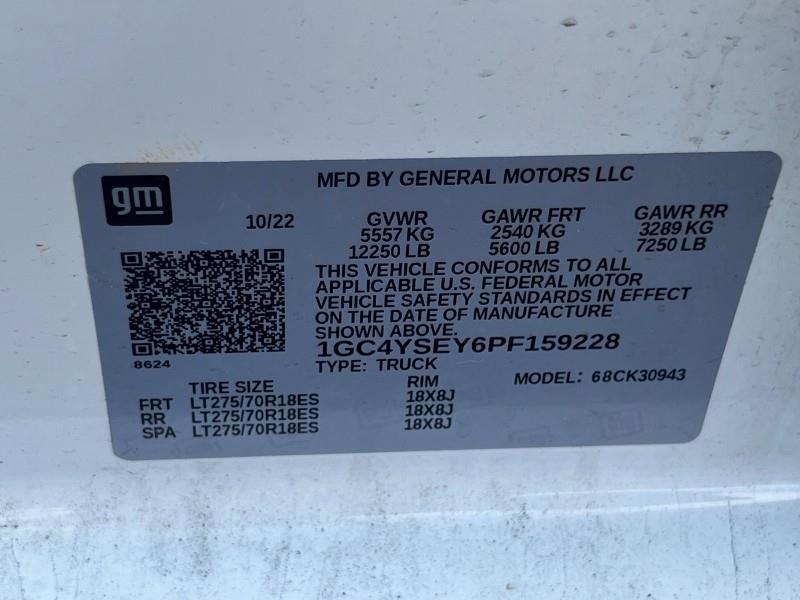 gm
MFD BY GENERAL MOTORS LLC
10/22 GVWR GAWR FRT GAWR RR
5557 KG 2540 KG 3289 KG
12250 LB 5600 LB 7250 LB
THIS VEHICLE CONFORMS TO ALL
APPLICABLE U.S. FEDERAL MOTOR
VEHICLE SAFETY STANDARDS IN EFFECT
ON THE DATE OF MANUFACTURE
SHOWN ABOVE.
1GC4YSEY6PF159228
8624
TYPE: TRUCK MODEL: 68CK30943
TIRE SIZE RIM
FRT LT275/70R18ES 18X8J
RR LT275/70R18ES 18X8J
SPA LT275/70R18ES 18X8J